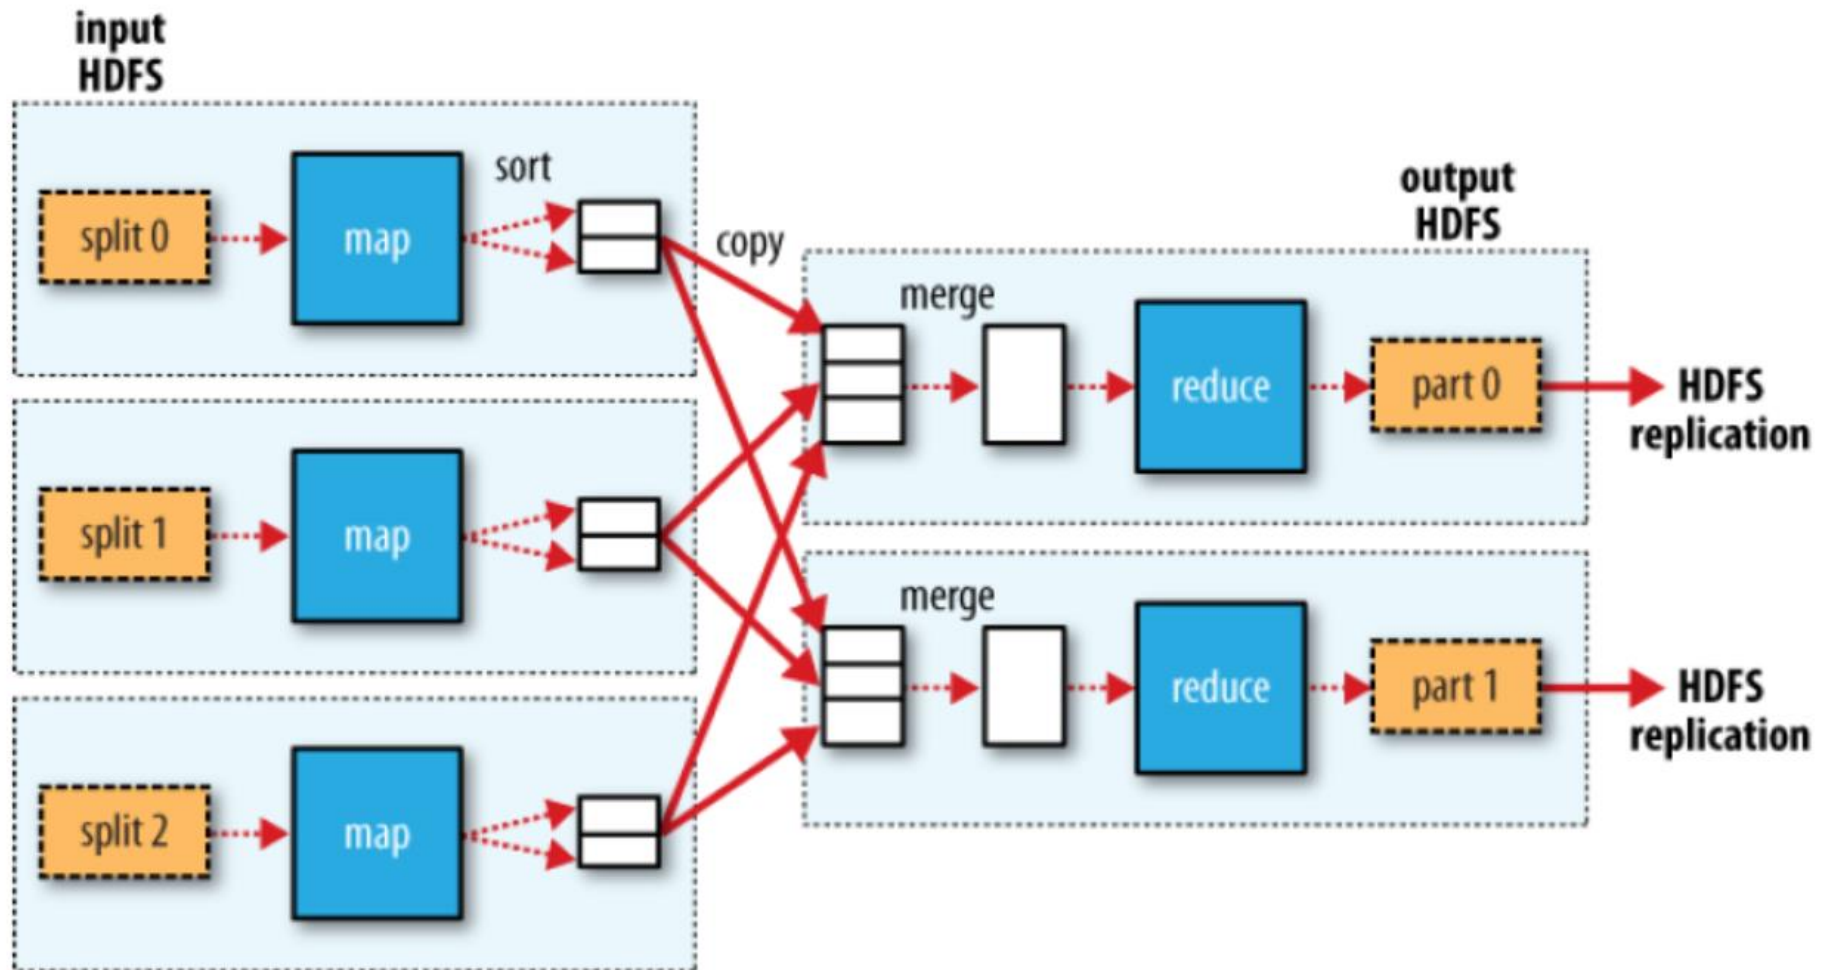 input
HDFS
split 0
map
sort
copy
split 1
map
split 2
map
output
HDFS
merge
reduce
part 0
HDFS
replication
merge
reduce
part 1
HDFS
replication